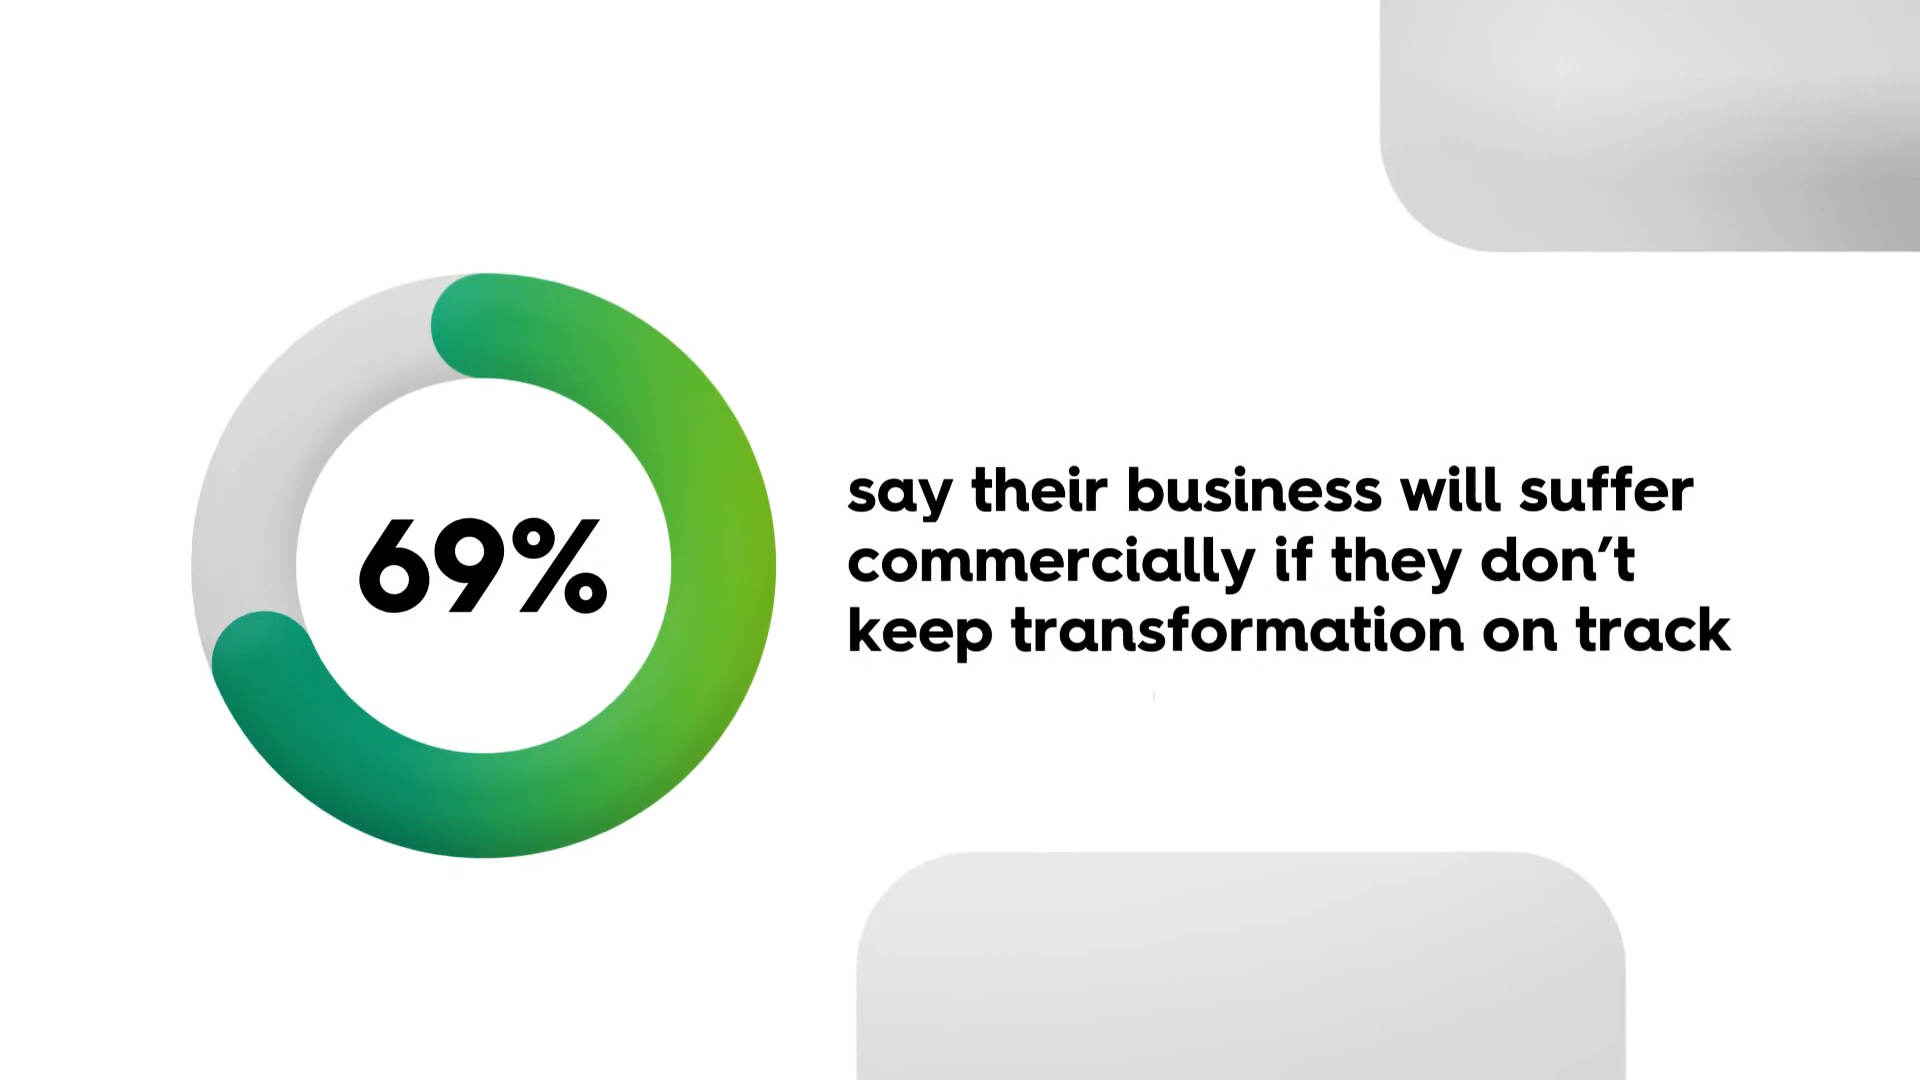 69%
say their business will suffer
commercially if they don’t
keep transformation on track